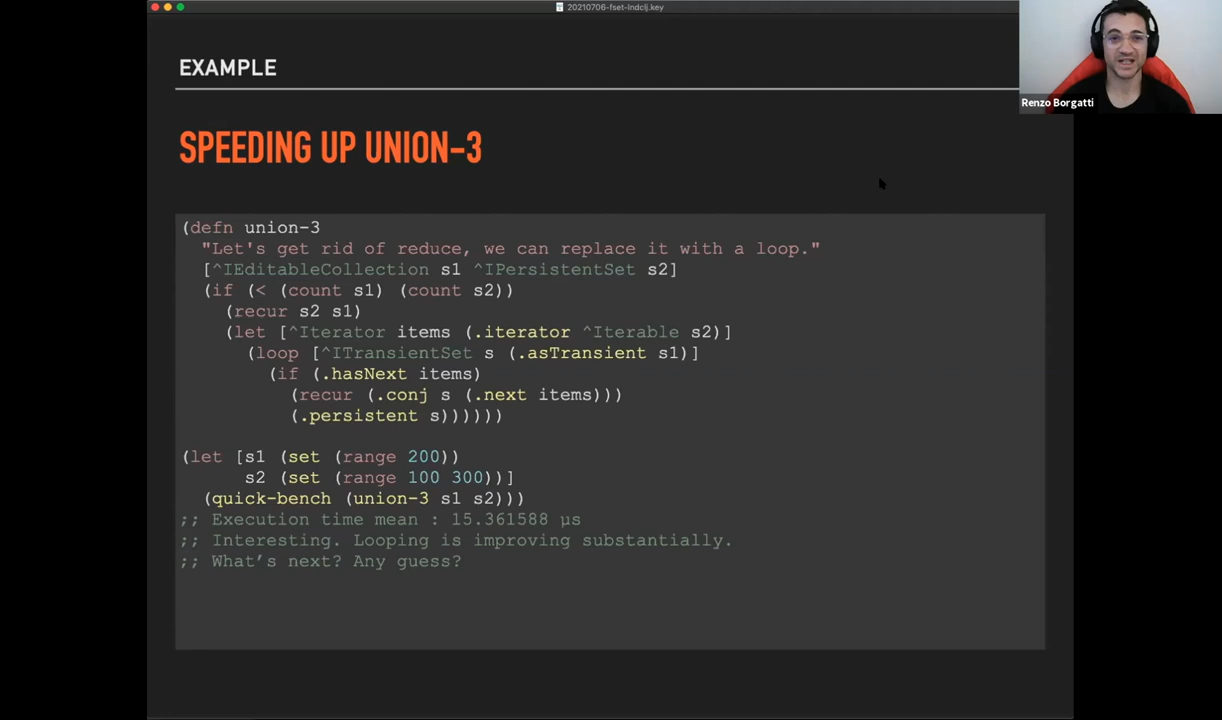 20210706-fset-lndclj.key
EXAMPLE
Renzo Borgatti
SPEEDING UP UNION-3
(defn union-3
  "Let's get rid of reduce, we can replace it with a loop."
  [^IEditableCollection s1 ^IPersistentSet s2]
  (if (< (count s1) (count s2))
    (recur s2 s1)
    (let [^Iterator items (.iterator ^Iterable s2)]
      (loop [^ITransientSet s (.asTransient s1)]
        (if (.hasNext items)
          (recur (.conj s (.next items)))
          (.persistent s))))))
(let [s1 (set (range 200))
      s2 (set (range 100 300))]
  (quick-bench (union-3 s1 s2)))
;; Execution time mean : 15.361588 µs
;; Interesting. Looping is improving substantially.
;; What’s next? Any guess?